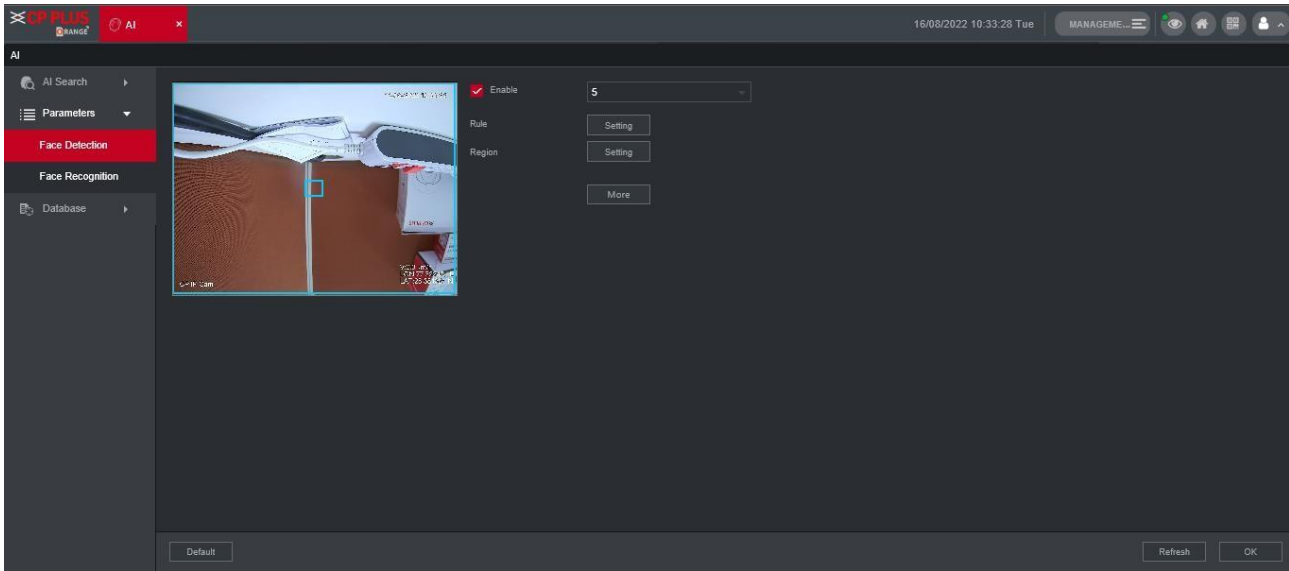 CP PLUS
ORANGE
AI
16/08/2022 10:33:28 Tue
MANAGEME...
AI
AI Search
Parameters
Face Detection
Face Recognition
Database
Enable
5
Rule
Setting
Region
Setting
More
Default
Refresh
OK